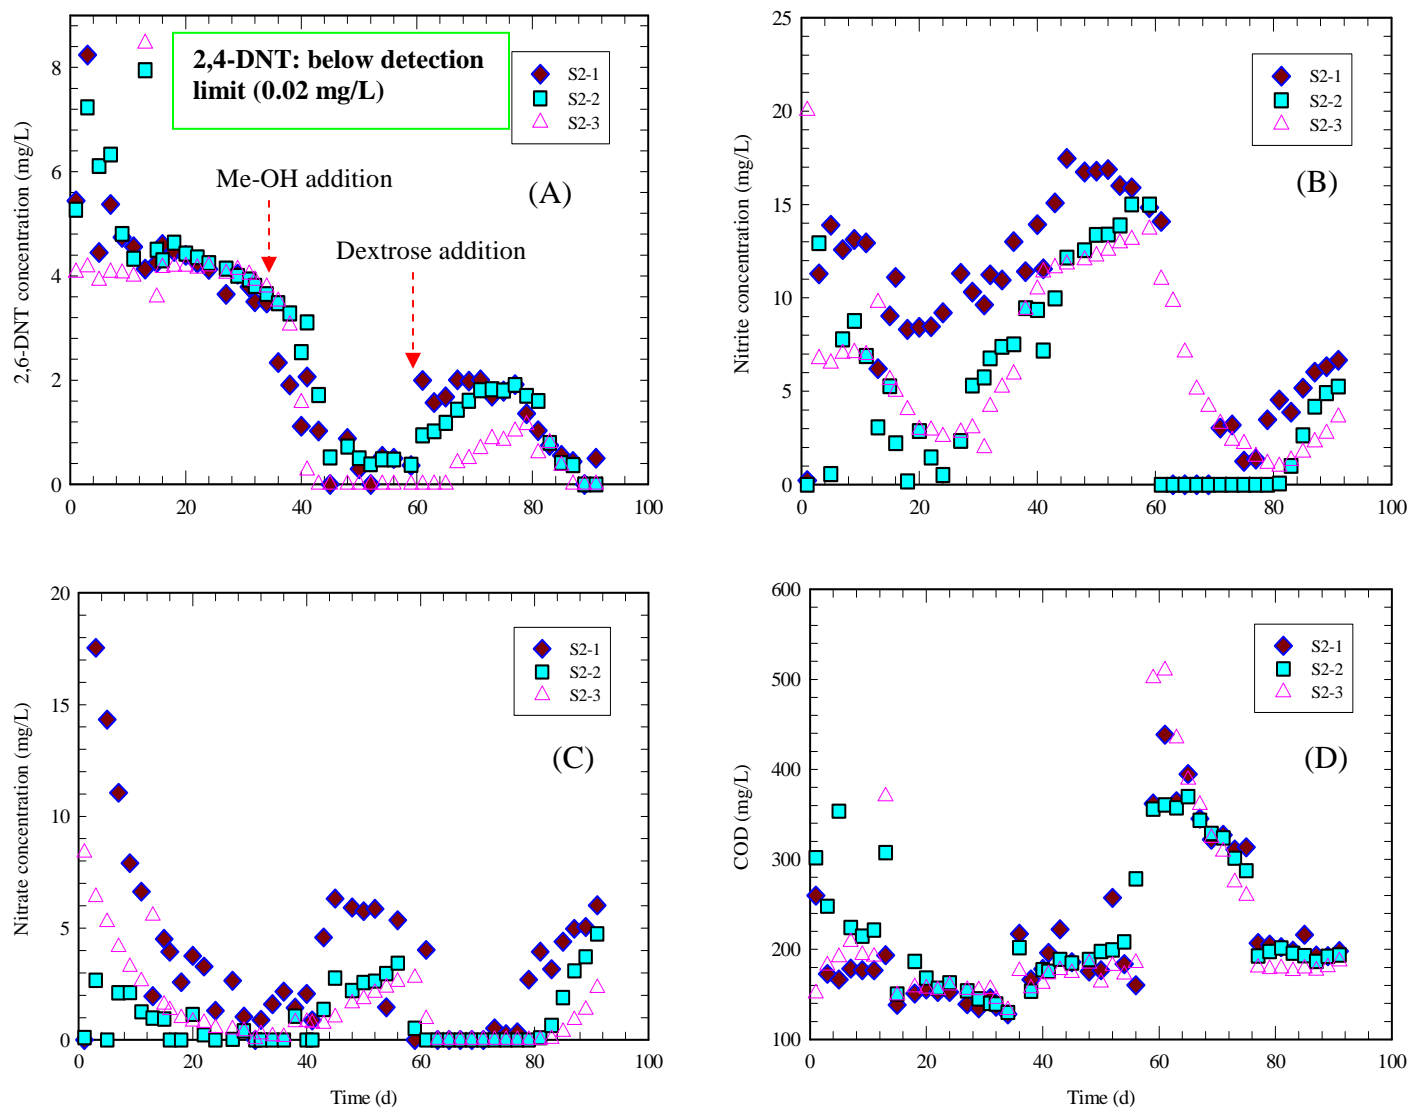 2,4-DNT: below detection
limit (0.02 mg/L)
S2-1
S2-2
S2-3
(A)
Me-OH addition
Dextrose addition
2,6-DNT concentration (mg/L)
8
6
4
2
0
0
20
40
60
80
100
S2-1
S2-2
S2-3
(B)
Nitrite concentration (mg/L)
25
20
15
10
5
0
0
20
40
60
80
100
S2-1
S2-2
S2-3
(C)
Nitrate concentration (mg/L)
20
15
10
5
0
0
20
40
60
80
100
Time (d)
S2-1
S2-2
S2-3
(D)
COD (mg/L)
600
500
400
300
200
100
0
20
40
60
80
100
Time (d)